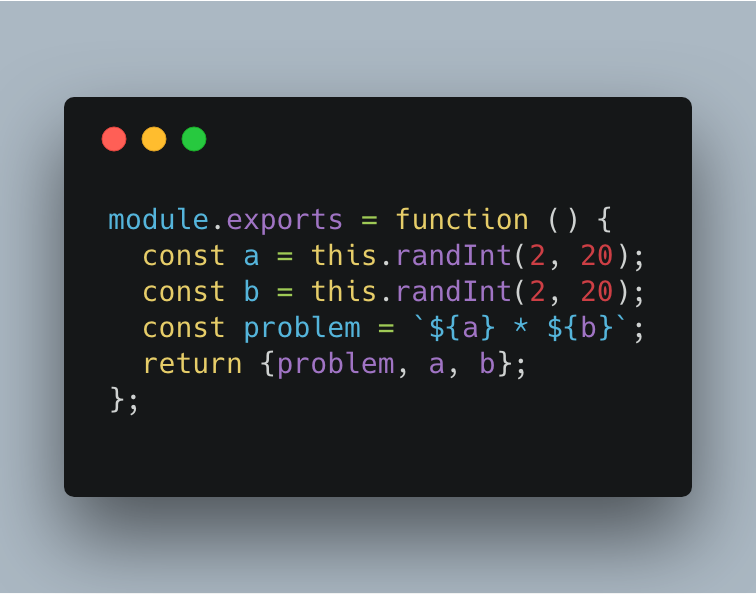 module.exports = function () {
  const a = this.randInt(2, 20);
  const b = this.randInt(2, 20);
  const problem = `${a} * ${b}`;
  return {problem, a, b};
};